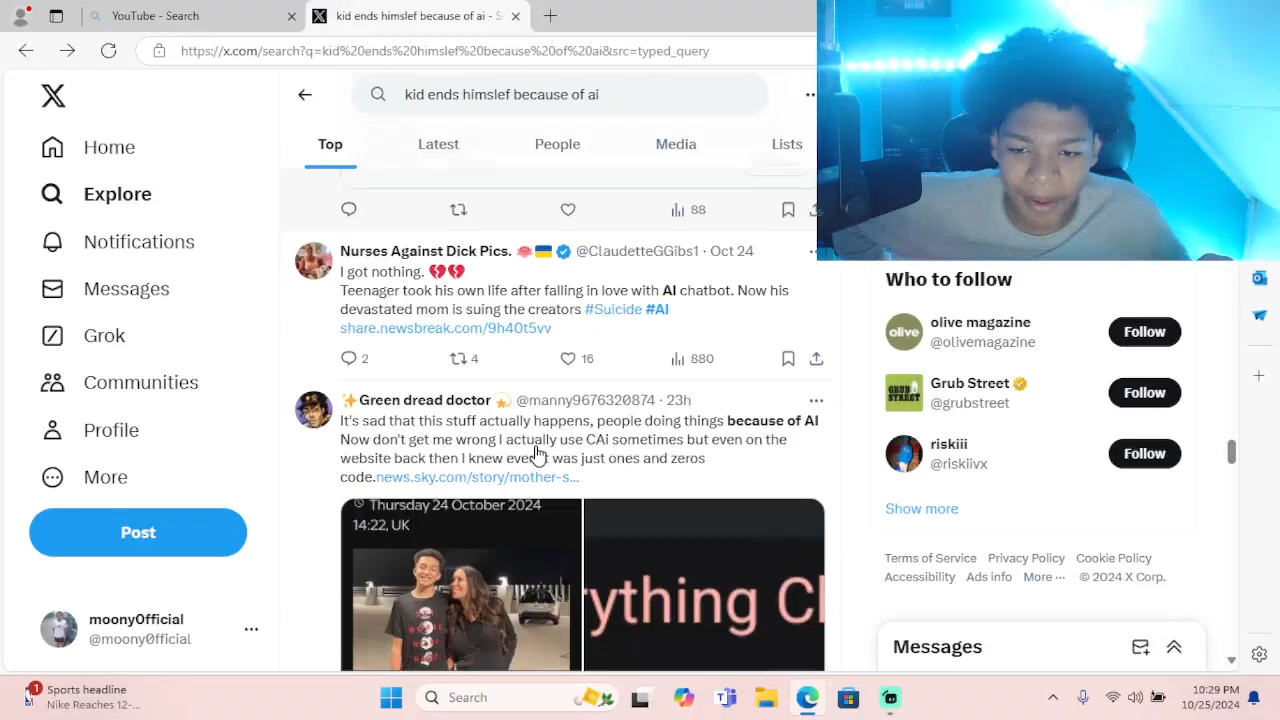 YouTube - Search
kid ends himslef because of ai - S
https://x.com/search?q=kid%20ends%20himslef%20because%20of%20ai&src=typed_query
kid ends himslef because of ai
Home
Explore
Notifications
Messages
Grok
Communities
Profile
More
Post
moony0fficial
@moony0fficial
Top
Latest
People
Media
Lists
88
Nurses Against Dick Pics. @ClaudetteGGibs1 · Oct 24
I got nothing.
Teenager took his own life after falling in love with AI chatbot. Now his
devastated mom is suing the creators #Suicide #AI
share.newsbreak.com/9h40t5vv
2
4
16
880
Green dread doctor @manny9676320874 · 23h
It's sad that this stuff actually happens, people doing things because of AI
Now don't get me wrong I actually use CAi sometimes but even on the
website back then I knew was just ones and zeros
code.news.sky.com/story/mother-s...
Thursday 24 October 2024
14:22, UK
rything Cl
Who to follow
olive
olive magazine
@olivemagazine
Follow
Grub Street
@grubstreet
Follow
riskiii
@riskiivx
Follow
Show more
Terms of Service Privacy Policy Cookie Policy
Accessibility Ads info More ··· © 2024 X Corp.
Messages
1
Sports headline
Nike Reaches 12-...
Search
10:29 PM
10/25/2024